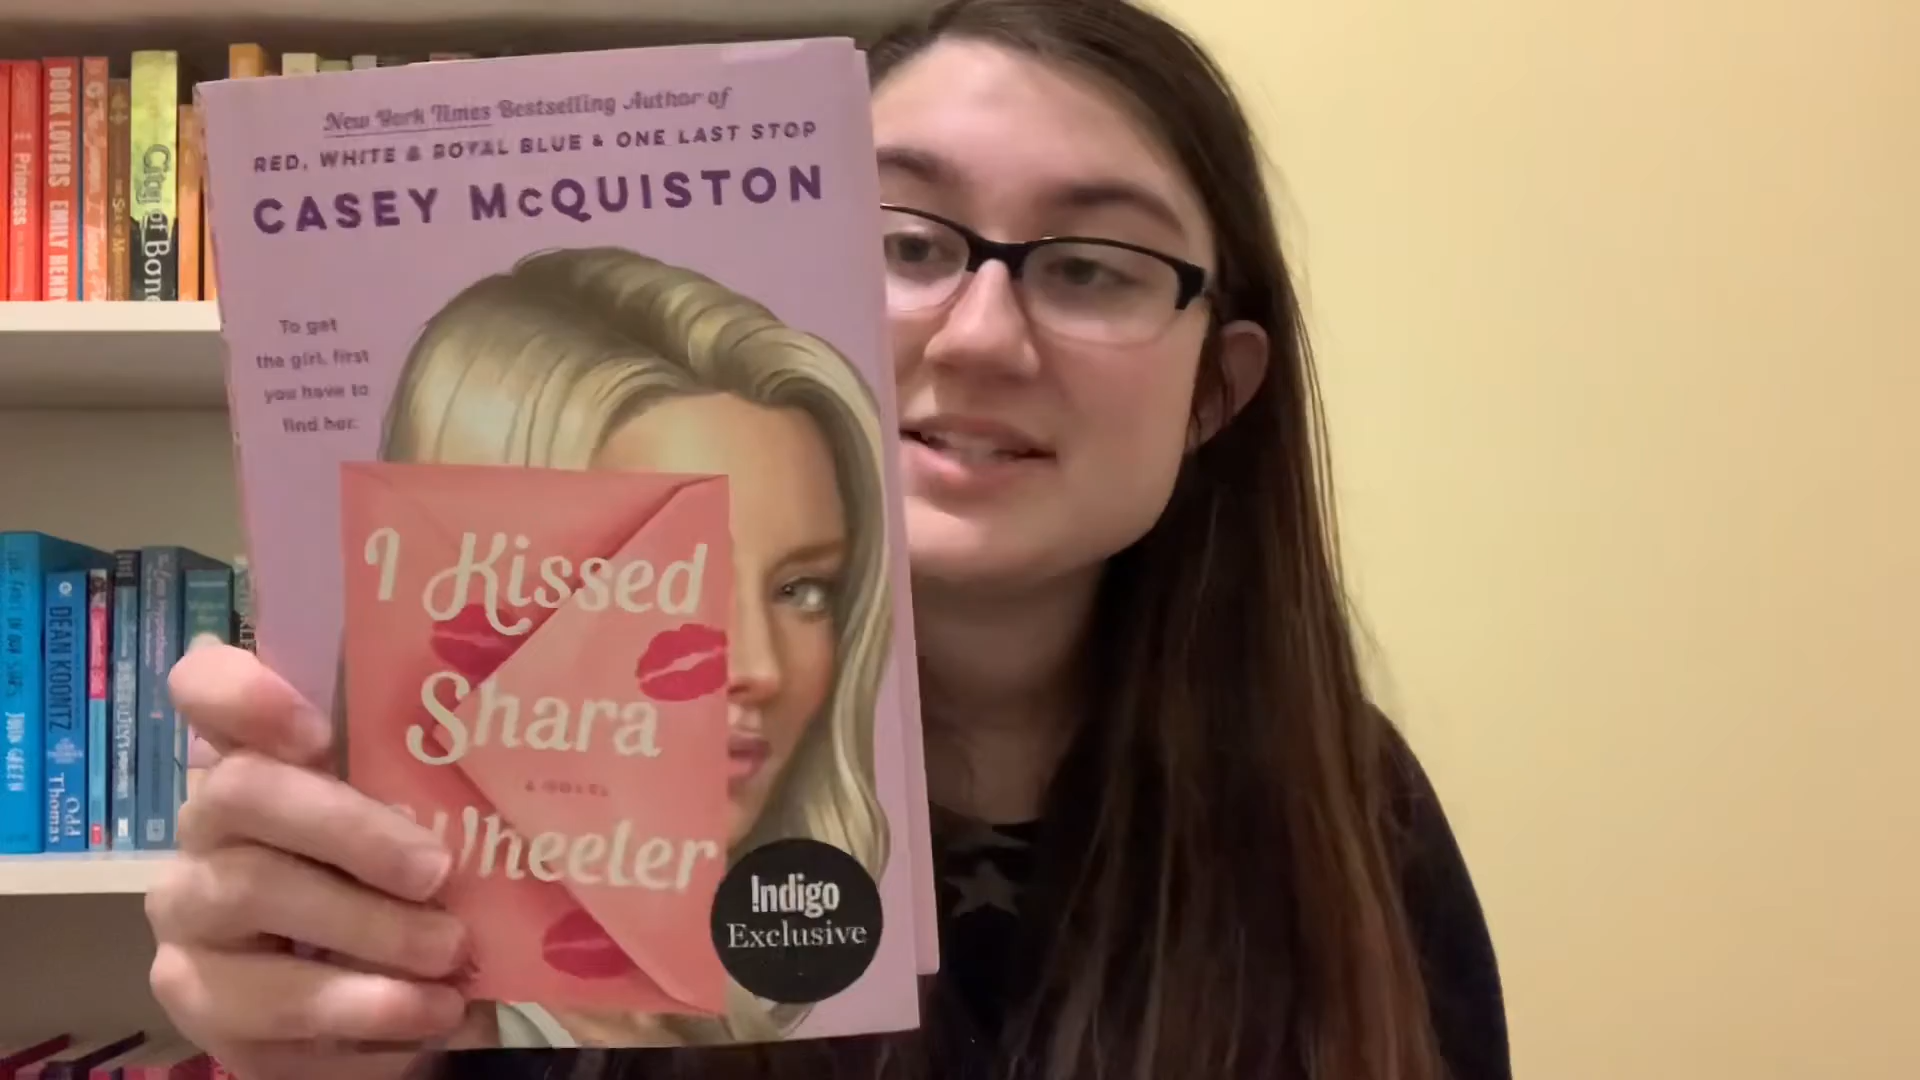 New York Times Bestselling Author of
RED, WHITE & ROYAL BLUE & ONE LAST STOP
CASEY McQUISTON
To get
the girl, first
you have to
find her.
I Kissed
Shara
A NOVEL
Wheeler
!ndigo
Exclusive
Princess
BOOK LOVERS EMILY HENRY
City of Bone
JOHN GREEN
DEAN KOONTZ
Odd
Thomas